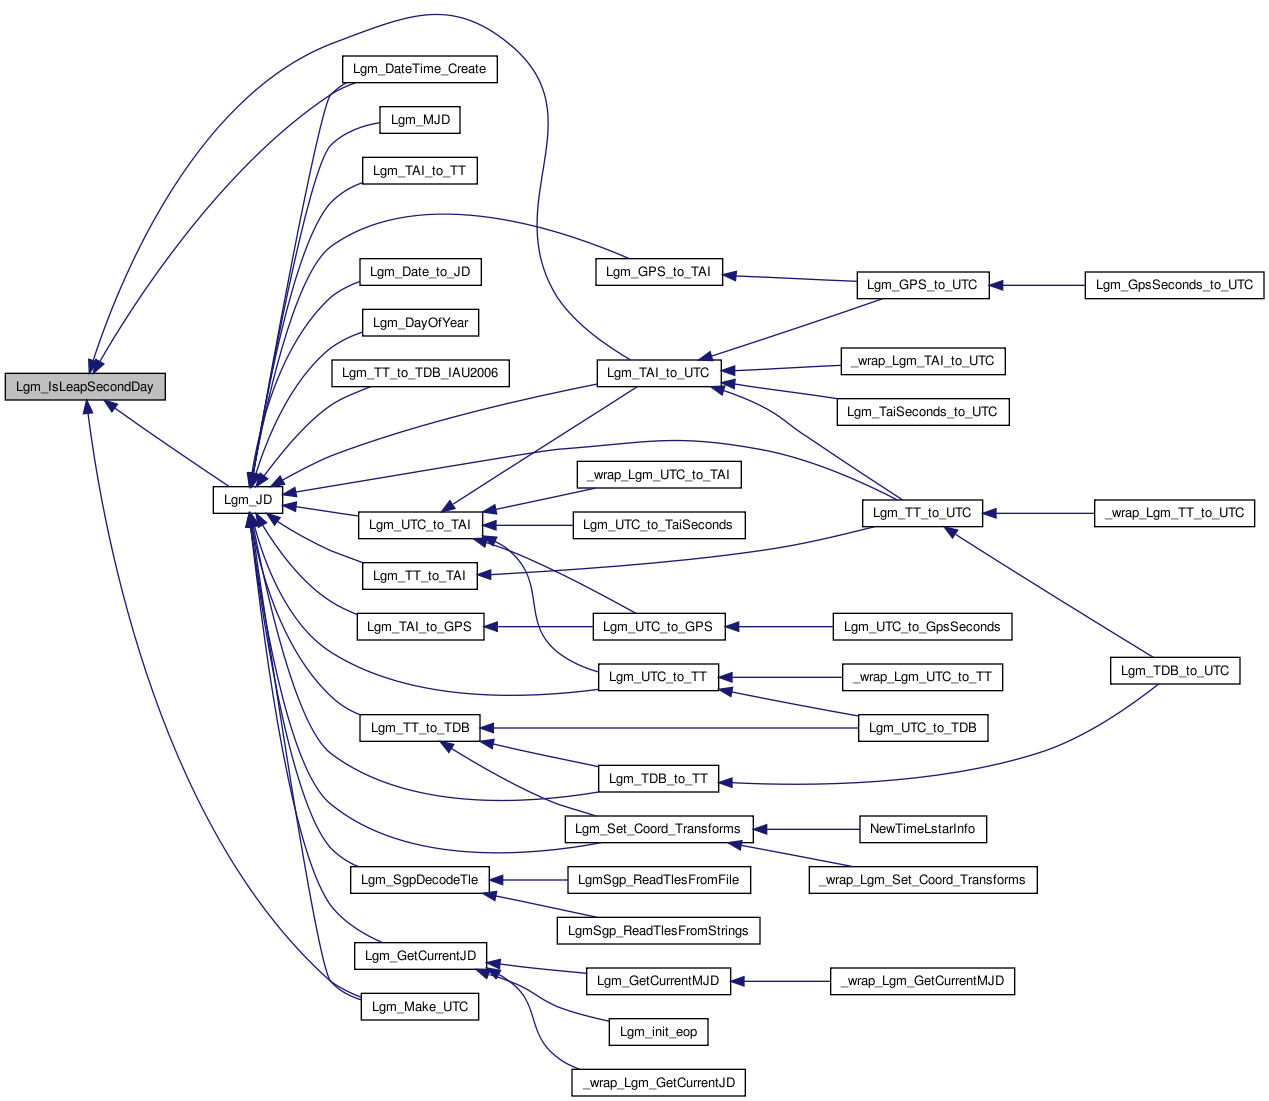 Lgm_IsLeapSecondDay
Lgm_DateTime_Create
Lgm_MJD
Lgm_TAI_to_TT
Lgm_GPS_to_TAI
Lgm_Date_to_JD
Lgm_GPS_to_UTC
Lgm_GpsSeconds_to_UTC
Lgm_DayOfYear
Lgm_TT_to_TDB_IAU2006
Lgm_TAI_to_UTC
_wrap_Lgm_TAI_to_UTC
Lgm_TaiSeconds_to_UTC
Lgm_JD
Lgm_UTC_to_TAI
_wrap_Lgm_UTC_to_TAI
Lgm_UTC_to_TaiSeconds
Lgm_TT_to_UTC
_wrap_Lgm_TT_to_UTC
Lgm_TT_to_TAI
Lgm_TAI_to_GPS
Lgm_UTC_to_GPS
Lgm_UTC_to_GpsSeconds
Lgm_UTC_to_TT
_wrap_Lgm_UTC_to_TT
Lgm_TDB_to_UTC
Lgm_TT_to_TDB
Lgm_UTC_to_TDB
Lgm_TDB_to_TT
Lgm_Set_Coord_Transforms
NewTimeLstarInfo
_wrap_Lgm_Set_Coord_Transforms
Lgm_SgpDecodeTle
LgmSgp_ReadTlesFromFile
LgmSgp_ReadTlesFromStrings
Lgm_GetCurrentJD
Lgm_GetCurrentMJD
_wrap_Lgm_GetCurrentMJD
Lgm_Make_UTC
Lgm_init_eop
_wrap_Lgm_GetCurrentJD